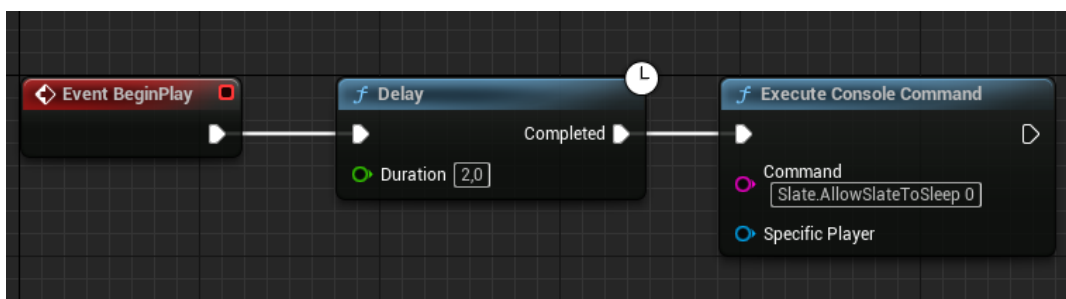 Event BeginPlay
f Delay
Completed
Duration 2,0
f Execute Console Command
Command
Slate.AllowSlateToSleep 0
Specific Player